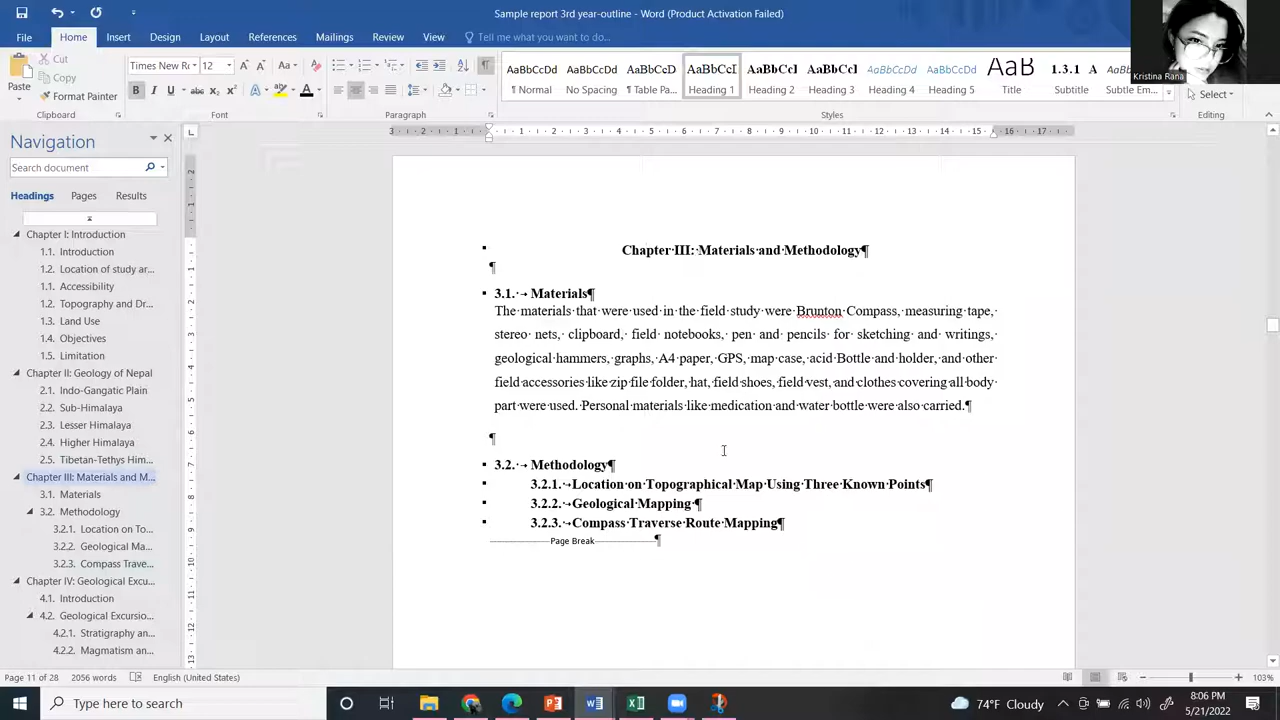 Sample report 3rd year-outline - Word (Product Activation Failed)
File Home Insert Design Layout References Mailings Review View Tell me what you want to do...
Kristina Rana
Paste
Cut
Copy
Format Painter
Clipboard
Times New Ro 12
Font
Paragraph
AaBbCcDd AaBbCcDd AaBbCcD AaBbCcI AaBbCcI AaBbCcI AaBbCcDd AaBbCcDd AaB 1.3.1 A
¶ Normal No Spacing ¶ Table Pa... Heading 1 Heading 2 Heading 3 Heading 4 Heading 5 Title Subtitle Subtle Em...
Styles
Select
Editing
Navigation
Search document
Headings Pages Results
Chapter I: Introduction
1.1. Introduction
1.2. Location of study ar...
1.1. Accessibility
1.2. Topography and Dr...
1.3. Land Use
1.4. Objectives
1.5. Limitation
Chapter II: Geology of Nepal
2.1. Indo-Gangatic Plain
2.2. Sub-Himalaya
2.3. Lesser Himalaya
2.4. Higher Himalaya
2.5. Tibetan-Tethys Him...
Chapter III: Materials and M...
3.1. Materials
3.2. Methodology
3.2.1. Location on To...
3.2.2. Geological Ma...
3.2.3. Compass Trave...
Chapter IV: Geological Excu...
4.1. Introduction
4.2. Geological Excursio...
4.2.1. Stratigraphy an...
4.2.2. Magmatism an...
Chapter III: Materials and Methodology¶
¶
3.1. → Materials¶
The materials that were used in the field study were Brunton Compass, measuring tape,
stereo nets, clipboard, field notebooks, pen and pencils for sketching and writings,
geological hammers, graphs, A4 paper, GPS, map case, acid Bottle and holder, and other
field accessories like zip file folder, hat, field shoes, field vest, and clothes covering all body
part were used. Personal materials like medication and water bottle were also carried.¶
¶
3.2. → Methodology¶
3.2.1. → Location on Topographical Map Using Three Known Points¶
3.2.2. → Geological Mapping ¶
3.2.3. → Compass Traverse Route Mapping¶
Page Break ¶
Page 11 of 28 2056 words English (United States) 103%
Type here to search
74°F Cloudy
8:06 PM
5/21/2022